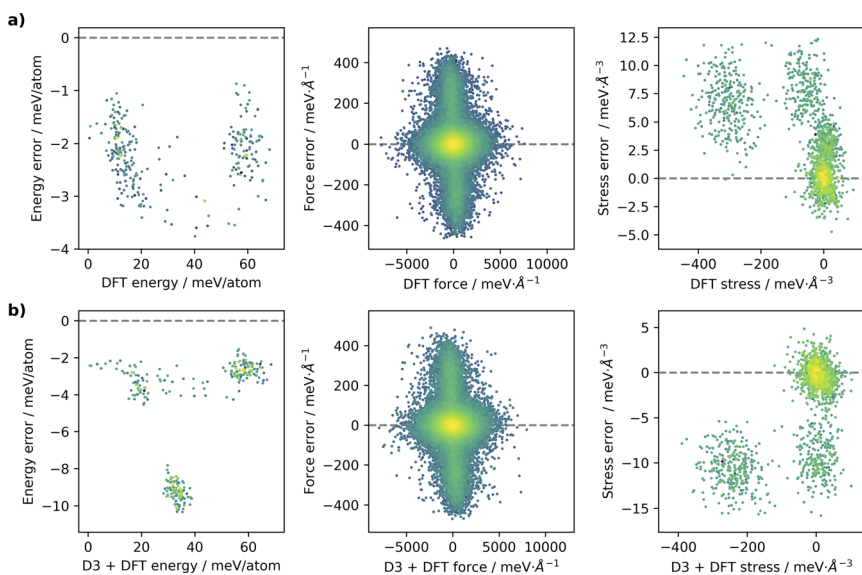 a)
0
−1
−2
−3
−4
Energy error / meV/atom
0 20 40 60
DFT energy / meV/atom
400
200
0
−200
−400
Force error / meV·Å⁻¹
−5000 0 5000 10000
DFT force / meV·Å⁻¹
12.5
10.0
7.5
5.0
2.5
0.0
−2.5
−5.0
Stress error / meV·Å⁻³
−400 −200 0
DFT stress / meV·Å⁻³
b)
0
−2
−4
−6
−8
−10
Energy error / meV/atom
0 20 40 60
D3 + DFT energy / meV/atom
400
200
0
−200
−400
Force error / meV·Å⁻¹
−5000 0 5000 10000
D3 + DFT force / meV·Å⁻¹
5
0
−5
−10
−15
Stress error / meV·Å⁻³
−400 −200 0
D3 + DFT stress / meV·Å⁻³